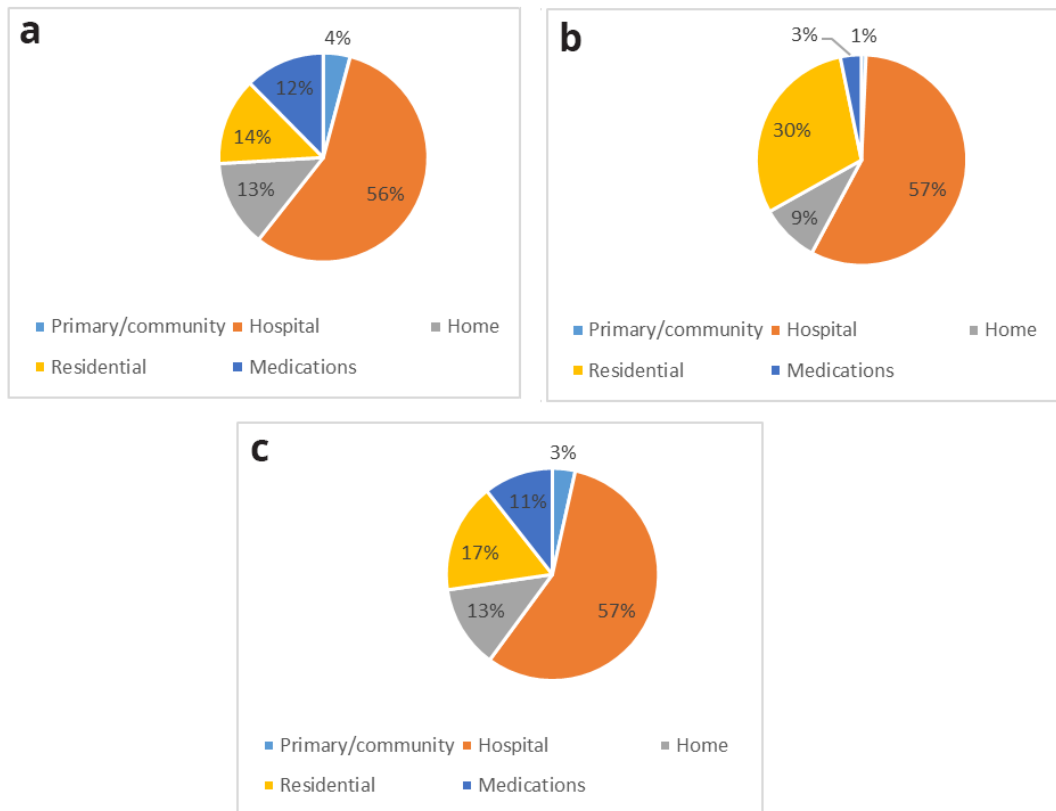 a
4%
12%
14%
13%
56%
Primary/community Hospital Home
Residential Medications
b
3% 1%
30%
57%
9%
Primary/community Hospital Home
Residential Medications
c
3%
11%
17%
13%
57%
Primary/community Hospital Home
Residential Medications